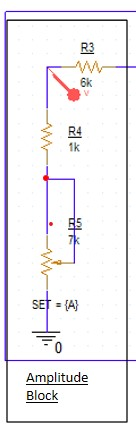 R3
6k
V
R4
1k
R5
7k
SET = {A}
0
Amplitude
Block